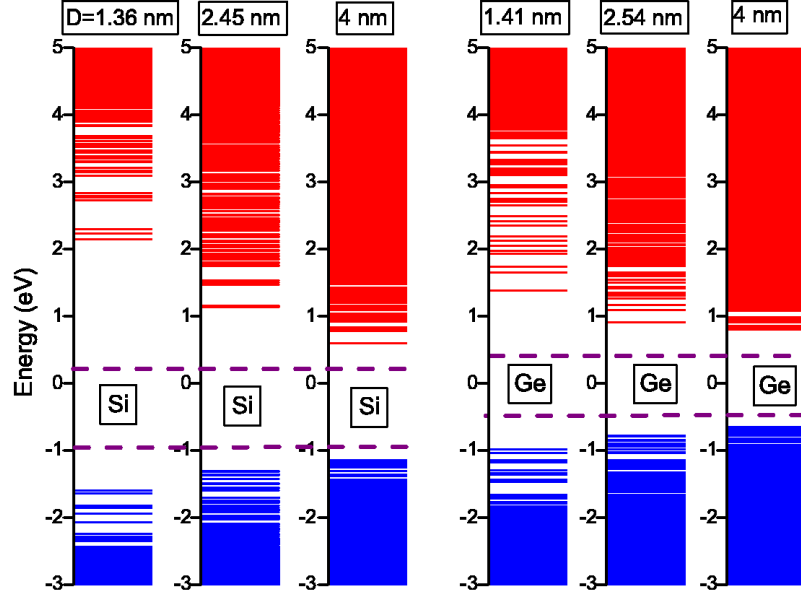 D=1.36 nm 2.45 nm 4 nm 1.41 nm 2.54 nm 4 nm
5 5 5 5 5 5
4 4 4 4 4 4
3 3 3 3 3 3
2 2 2 2 2 2
1 1 1 1 1 1
0 0 0 0 0 0
-1 -1 -1 -1 -1 -1
-2 -2 -2 -2 -2 -2
-3 -3 -3 -3 -3 -3
Energy (eV)
Si Si Si Ge Ge Ge